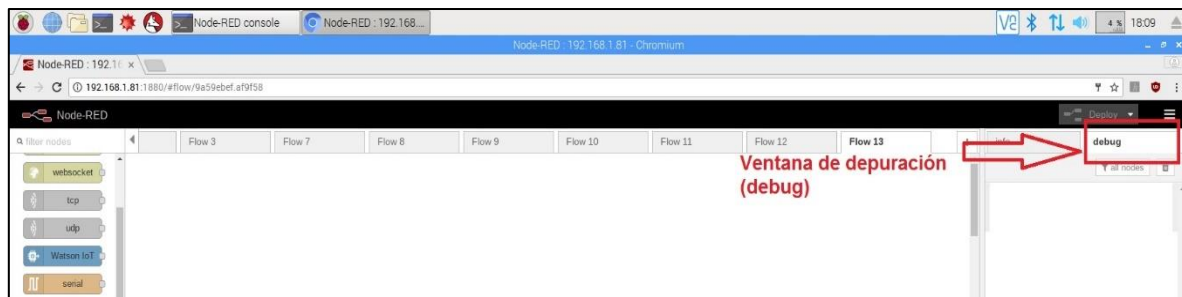 Node-RED console
Node-RED : 192.168....
V2
4 %
18:09
Node-RED : 192.168.1.81 - Chromium
Node-RED : 192.16
192.168.1.81:1880/#flow/9a59ebef.af9f58
Node-RED
Deploy
filter nodes
Flow 3
Flow 7
Flow 8
Flow 9
Flow 10
Flow 11
Flow 12
Flow 13
+
info
debug
Ventana de depuración
(debug)
all nodes
websocket
tcp
udp
Watson IoT
serial